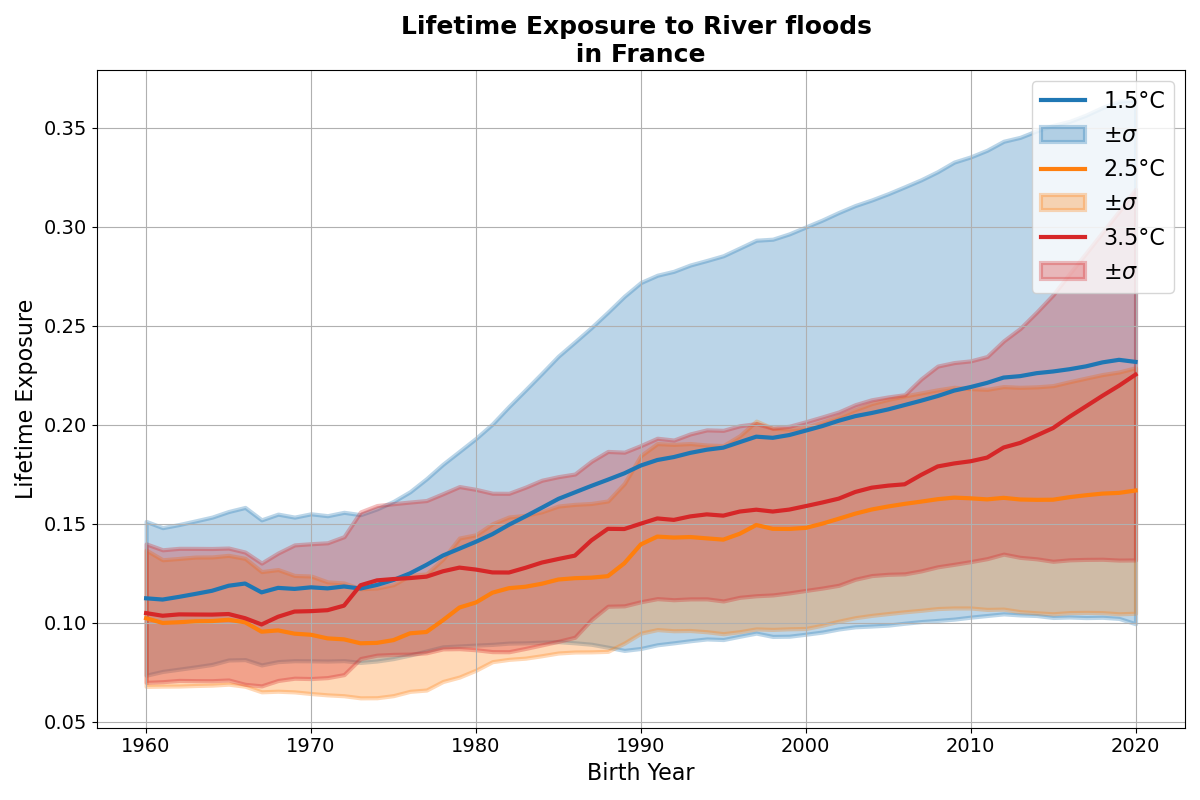 Lifetime Exposure to River floods
in France
1.5°C
±σ
2.5°C
±σ
3.5°C
±σ
Lifetime Exposure
0.35
0.30
0.25
0.20
0.15
0.10
0.05
1960 1970 1980 1990 2000 2010 2020
Birth Year